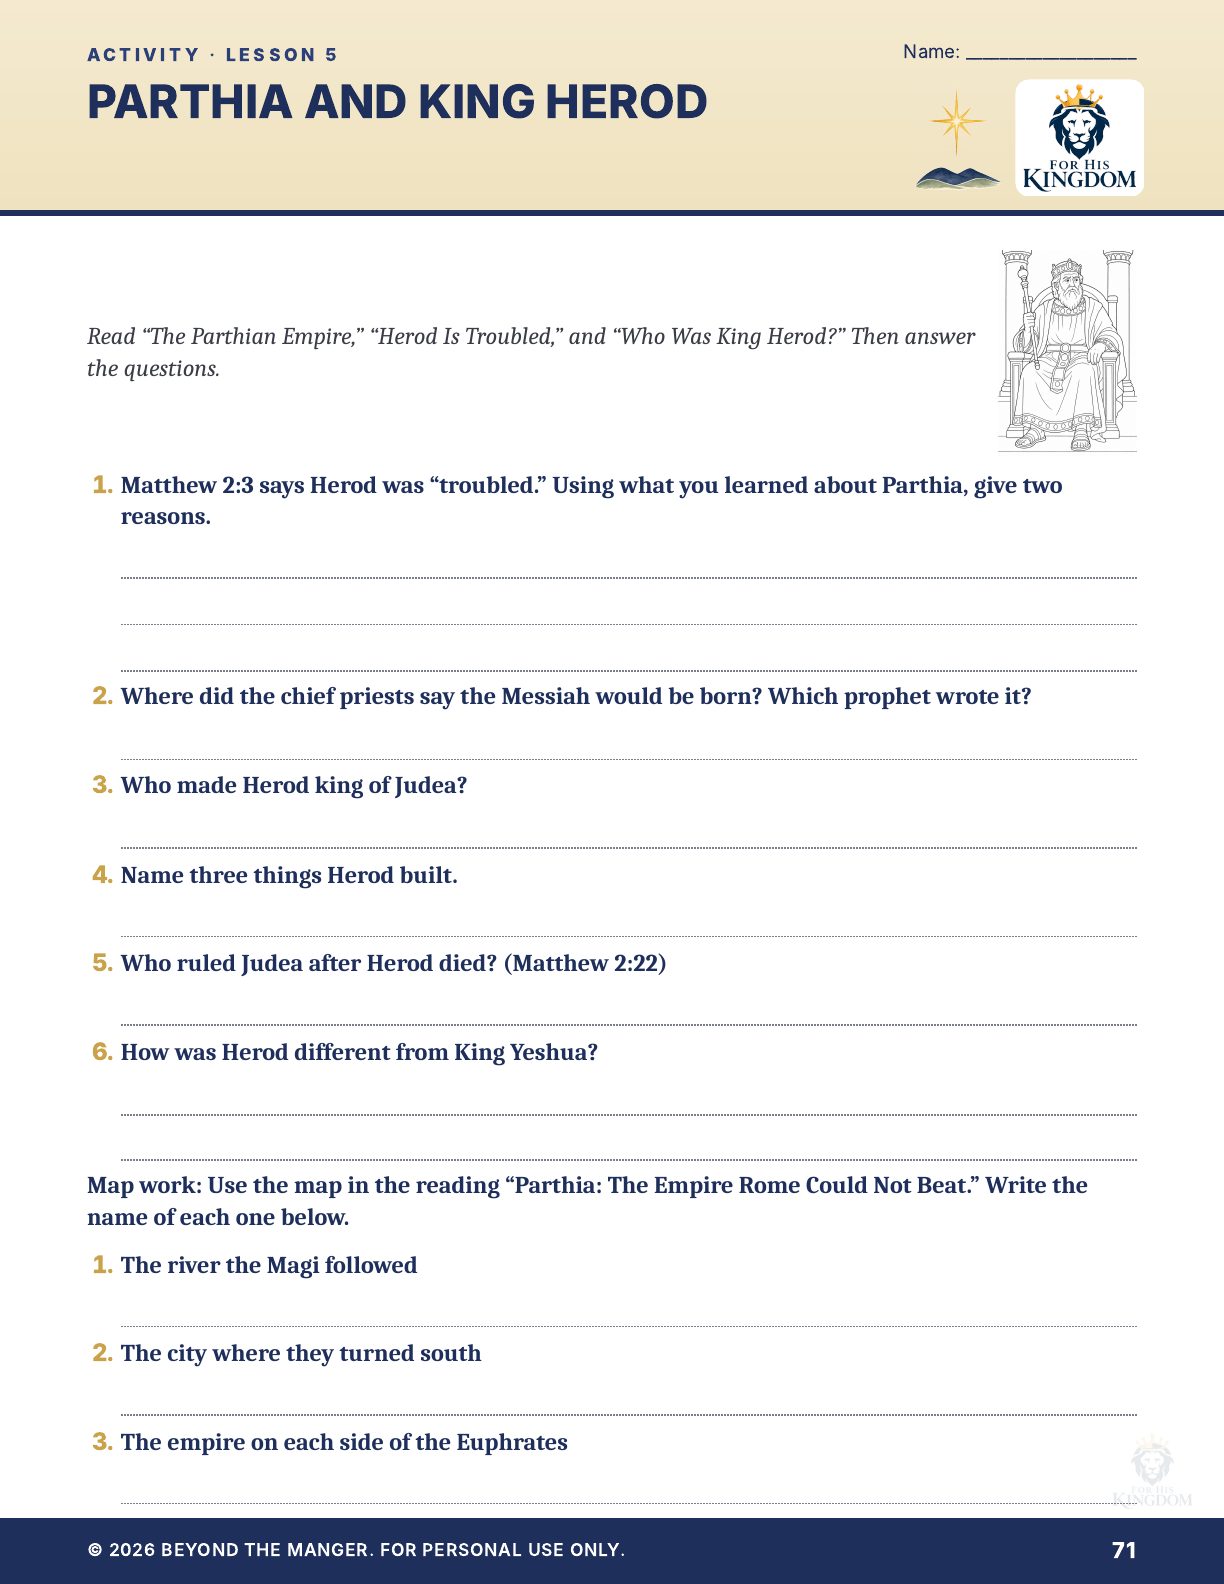 ACTIVITY · LESSON 5
Name: ___________________
PARTHIA AND KING HEROD
FOR HIS
KINGDOM
Read “The Parthian Empire,” “Herod Is Troubled,” and “Who Was King Herod?” Then answer
the questions.
1. Matthew 2:3 says Herod was “troubled.” Using what you learned about Parthia, give two
reasons.
2. Where did the chief priests say the Messiah would be born? Which prophet wrote it?
3. Who made Herod king of Judea?
4. Name three things Herod built.
5. Who ruled Judea after Herod died? (Matthew 2:22)
6. How was Herod different from King Yeshua?
Map work: Use the map in the reading “Parthia: The Empire Rome Could Not Beat.” Write the
name of each one below.
1. The river the Magi followed
2. The city where they turned south
3. The empire on each side of the Euphrates
FOR HIS
KINGDOM
© 2026 BEYOND THE MANGER. FOR PERSONAL USE ONLY.
71